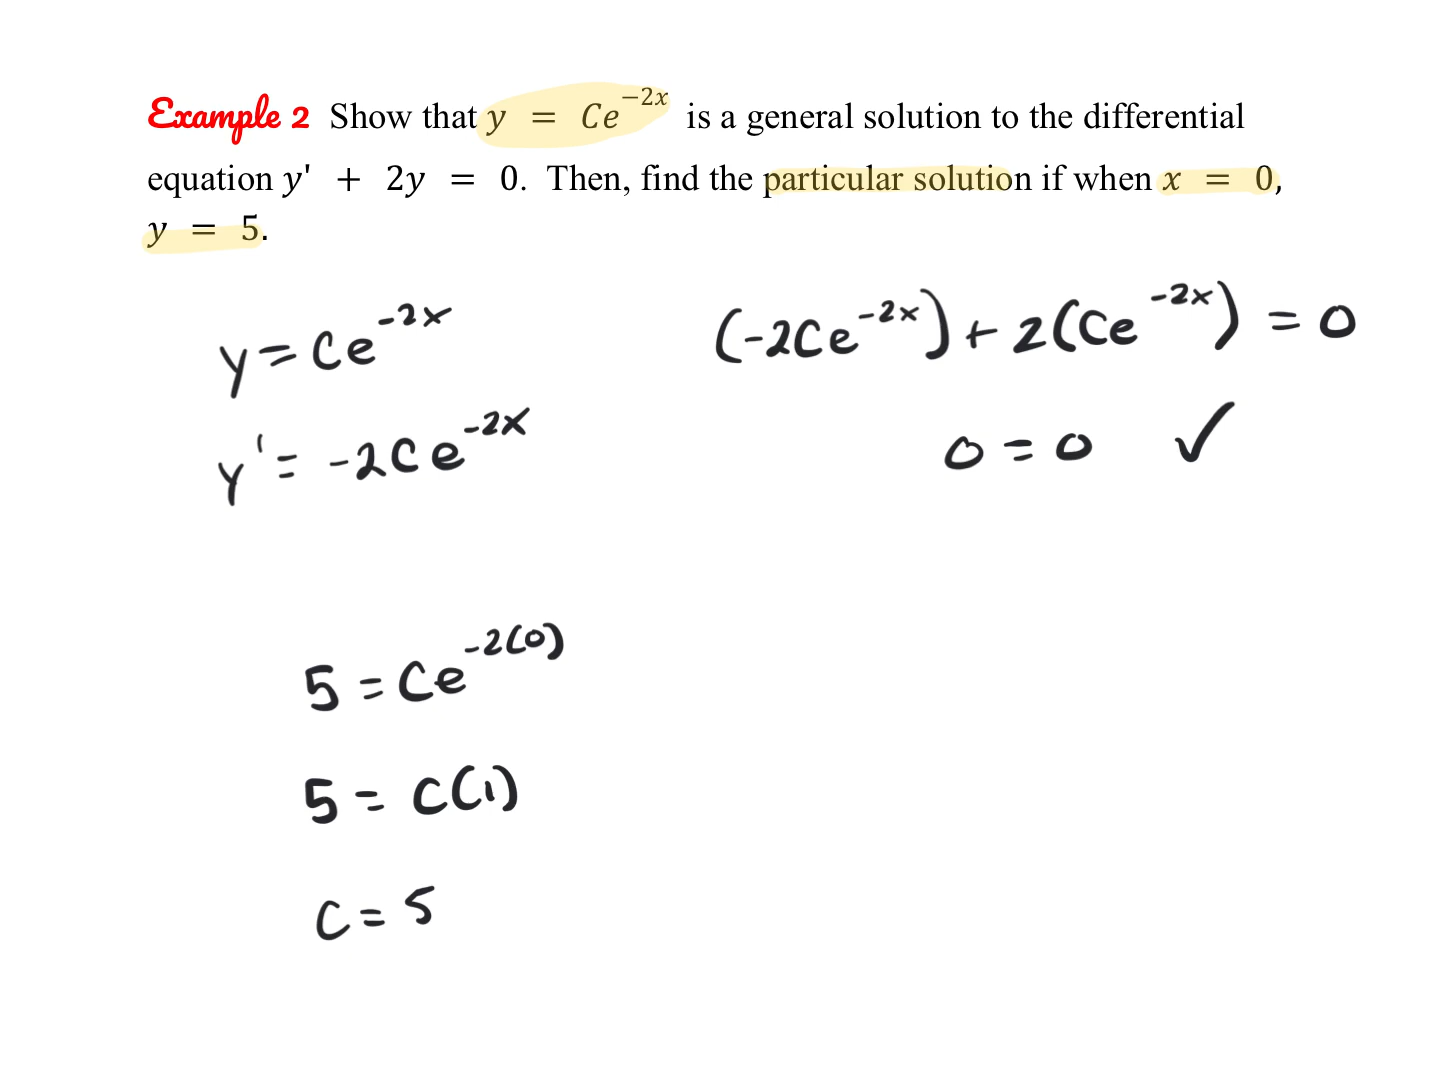 Example 2 Show that y = Ce^{-2x} is a general solution to the differential
equation y' + 2y = 0. Then, find the particular solution if when x = 0,
y = 5.
y = Ce^{-2x}
y' = -2Ce^{-2x}
(-2Ce^{-2x}) + 2(Ce^{-2x}) = 0
0 = 0 ✓
5 = Ce^{-2(0)}
5 = C(1)
C = 5